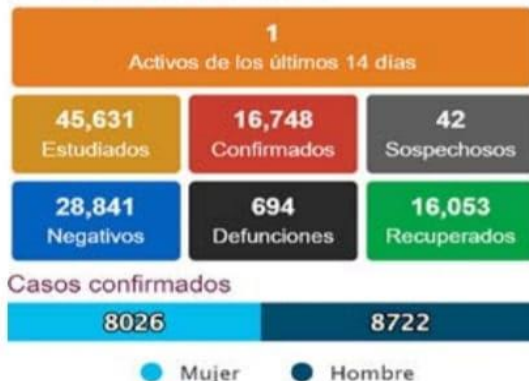 1
Activos de los últimos 14 días
45,631
Estudiados
16,748
Confirmados
42
Sospechosos
28,841
Negativos
694
Defunciones
16,053
Recuperados
Casos confirmados
8026
8722
Mujer
Hombre